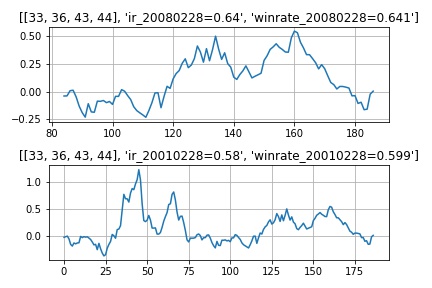 [[33, 36, 43, 44], 'ir_20080228=0.64', 'winrate_20080228=0.641']
0.50
0.25
0.00
−0.25
80 100 120 140 160 180
[[33, 36, 43, 44], 'ir_20010228=0.58', 'winrate_20010228=0.599']
1.0
0.5
0.0
0 25 50 75 100 125 150 175